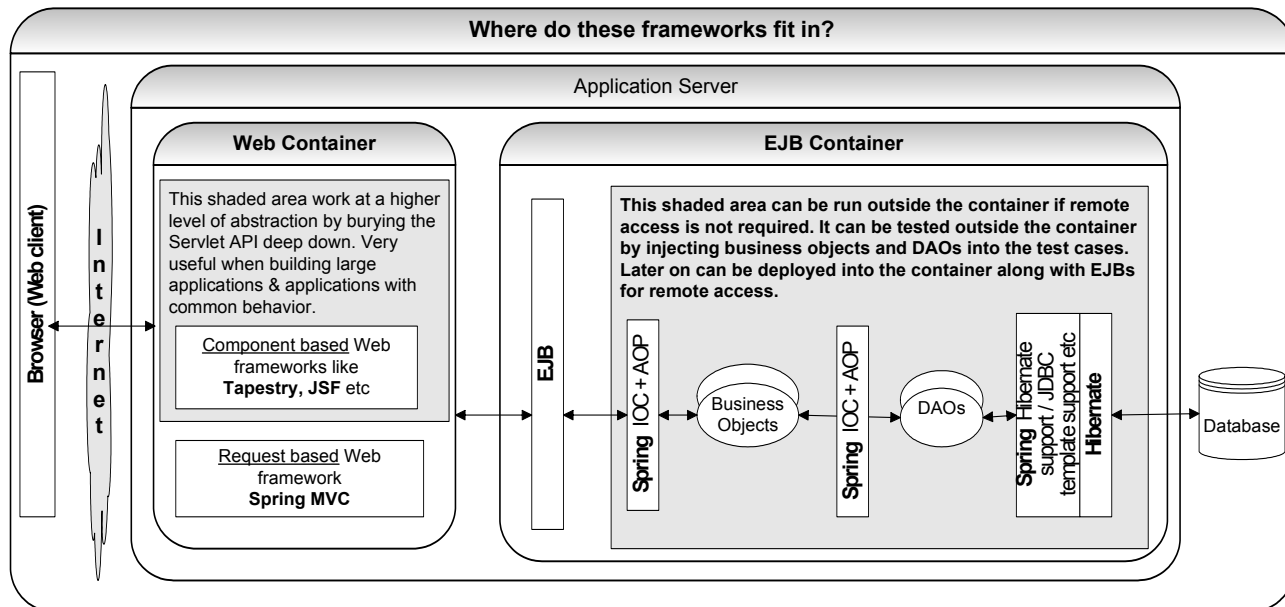 Where do these frameworks fit in?
Application Server
Web Container
EJB Container
Browser (Web client)
Internet
This shaded area work at a higher
level of abstraction by burying the
Servlet API deep down. Very
useful when building large
applications & applications with
common behavior.
Component based Web
frameworks like
Tapestry, JSF etc
Request based Web
framework
Spring MVC
EJB
This shaded area can be run outside the container if remote
access is not required. It can be tested outside the container
by injecting business objects and DAOs into the test cases.
Later on can be deployed into the container along with EJBs
for remote access.
Spring IOC + AOP
Business
Objects
Spring IOC + AOP
DAOs
Spring Hibernate
support / JDBC
template support etc
Hibernate
Database